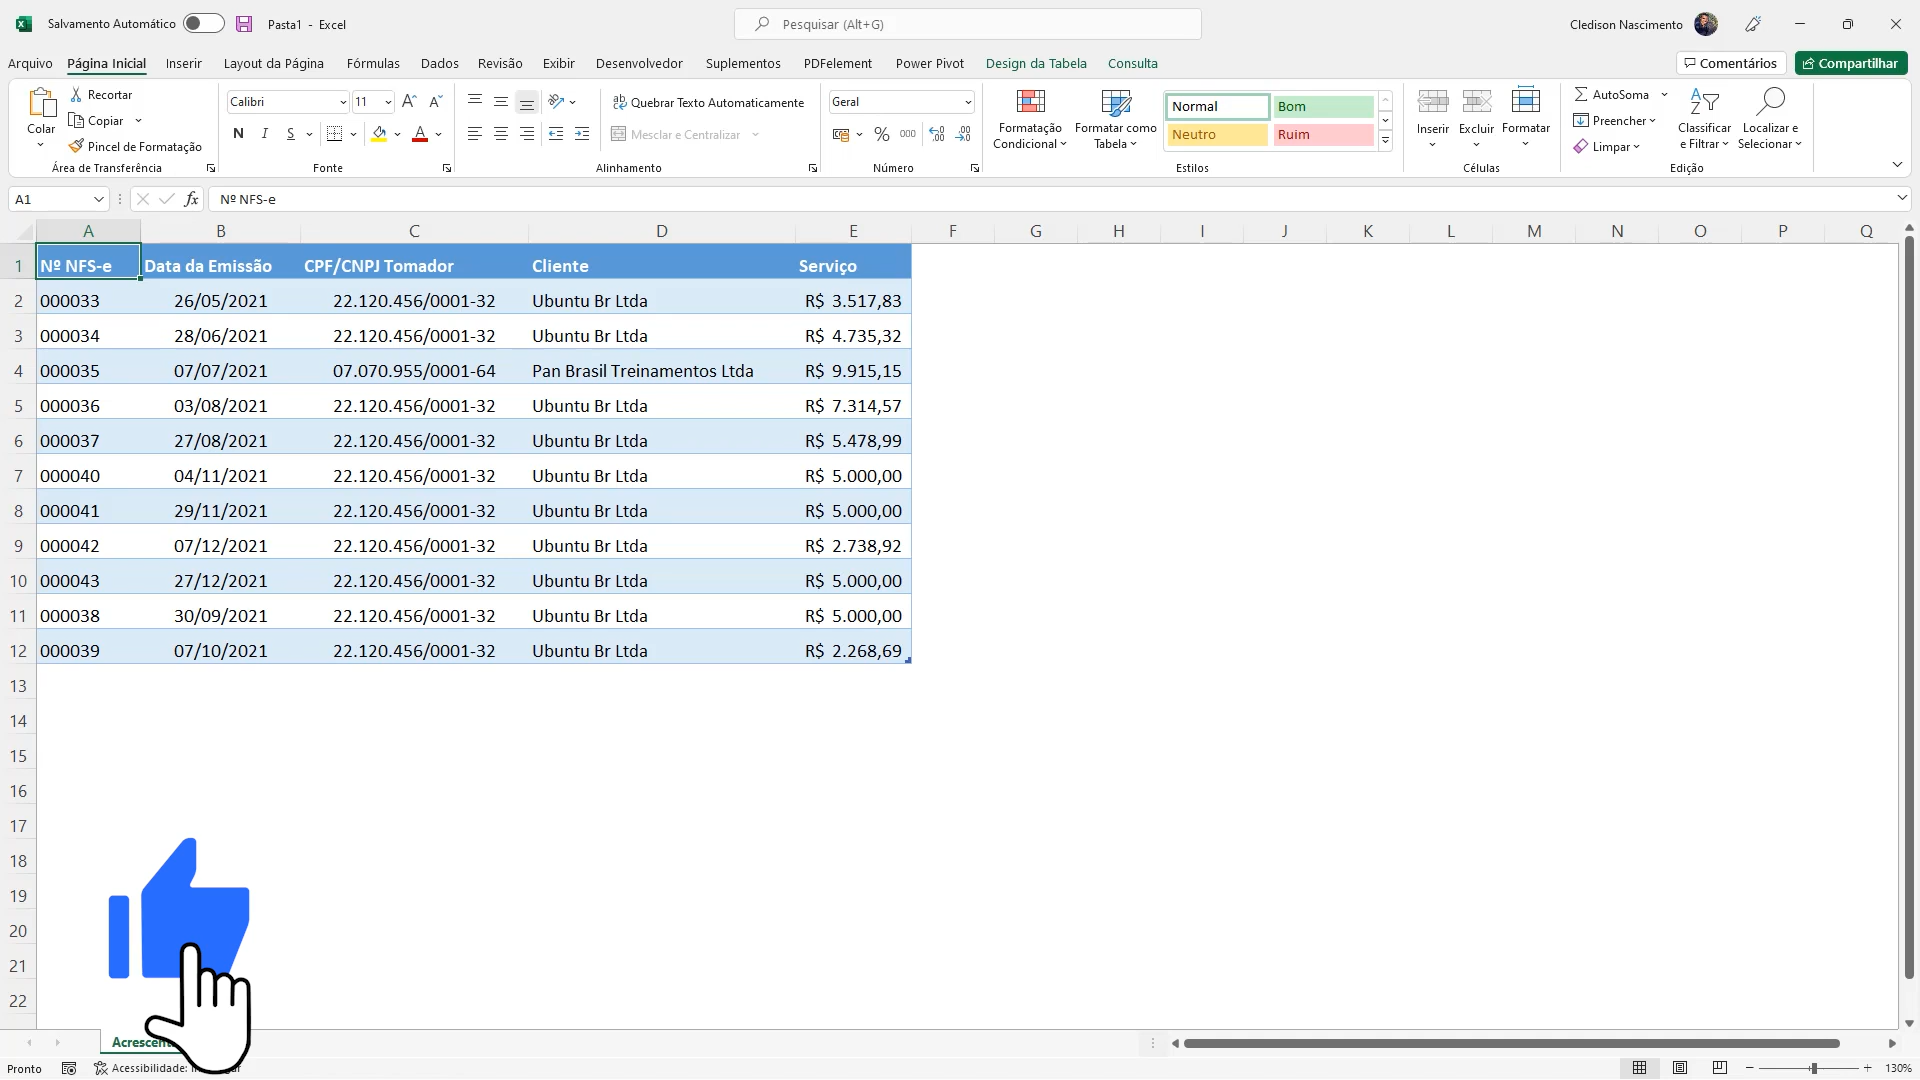 Salvamento Automático
Pasta1 - Excel
Pesquisar (Alt+G)
Cledison Nascimento
Arquivo Página Inicial Inserir Layout da Página Fórmulas Dados Revisão Exibir Desenvolvedor Suplementos PDFelement Power Pivot Design da Tabela Consulta
Comentários
Compartilhar
Colar
Recortar
Copiar
Pincel de Formatação
Área de Transferência
Calibri 11
N I S
Fonte
Quebrar Texto Automaticamente
Mesclar e Centralizar
Alinhamento
Geral
% 000
Número
Formatação Condicional
Formatar como Tabela
Normal Bom
Neutro Ruim
Estilos
Inserir Excluir Formatar
Células
AutoSoma
Preencher
Limpar
Classificar e Filtrar
Localizar e Selecionar
Edição
A1
fx Nº NFS-e
A B C D E F G H I J K L M N O P Q
1 Nº NFS-e Data da Emissão CPF/CNPJ Tomador Cliente Serviço
2 000033 26/05/2021 22.120.456/0001-32 Ubuntu Br Ltda R$ 3.517,83
3 000034 28/06/2021 22.120.456/0001-32 Ubuntu Br Ltda R$ 4.735,32
4 000035 07/07/2021 07.070.955/0001-64 Pan Brasil Treinamentos Ltda R$ 9.915,15
5 000036 03/08/2021 22.120.456/0001-32 Ubuntu Br Ltda R$ 7.314,57
6 000037 27/08/2021 22.120.456/0001-32 Ubuntu Br Ltda R$ 5.478,99
7 000040 04/11/2021 22.120.456/0001-32 Ubuntu Br Ltda R$ 5.000,00
8 000041 29/11/2021 22.120.456/0001-32 Ubuntu Br Ltda R$ 5.000,00
9 000042 07/12/2021 22.120.456/0001-32 Ubuntu Br Ltda R$ 2.738,92
10 000043 27/12/2021 22.120.456/0001-32 Ubuntu Br Ltda R$ 5.000,00
11 000038 30/09/2021 22.120.456/0001-32 Ubuntu Br Ltda R$ 5.000,00
12 000039 07/10/2021 22.120.456/0001-32 Ubuntu Br Ltda R$ 2.268,69
13
14
15
16
17
18
19
20
21
22
Pronto
Acessibilidade:
130%